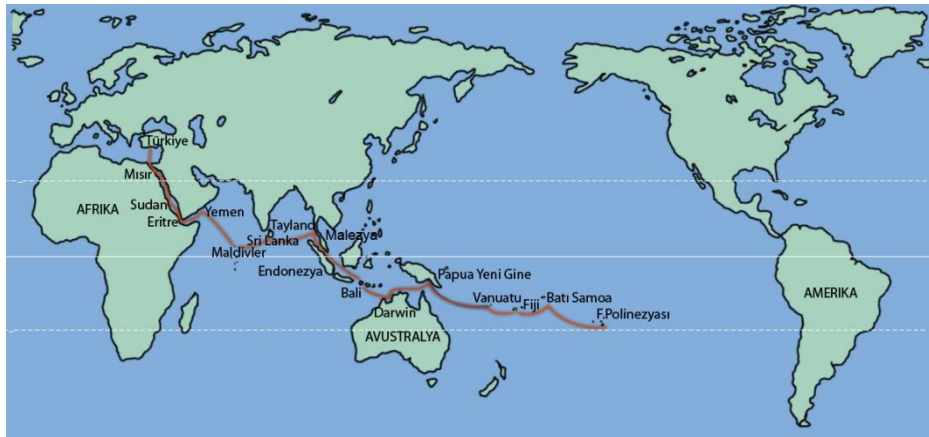 Türkiye
Mısır
AFRIKA
Sudan
Eritre
Yemen
Maldivler
Sri Lanka
Tayland
Malezya
Endonezya
Bali
Darwin
AVUSTRALYA
Papua Yeni Gine
Vanuatu
Fiji
Batı Samoa
F.Polinezyası
AMERIKA